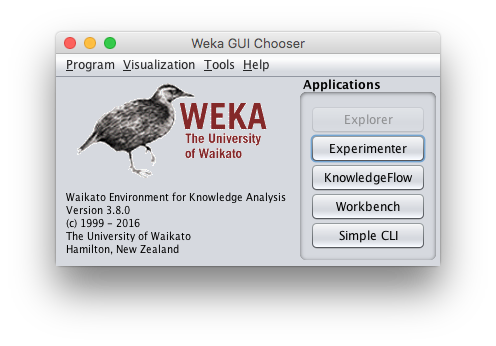 Weka GUI Chooser
Program Visualization Tools Help
WEKA
The University
of Waikato
Waikato Environment for Knowledge Analysis
Version 3.8.0
(c) 1999 - 2016
The University of Waikato
Hamilton, New Zealand
Applications
Explorer
Experimenter
KnowledgeFlow
Workbench
Simple CLI